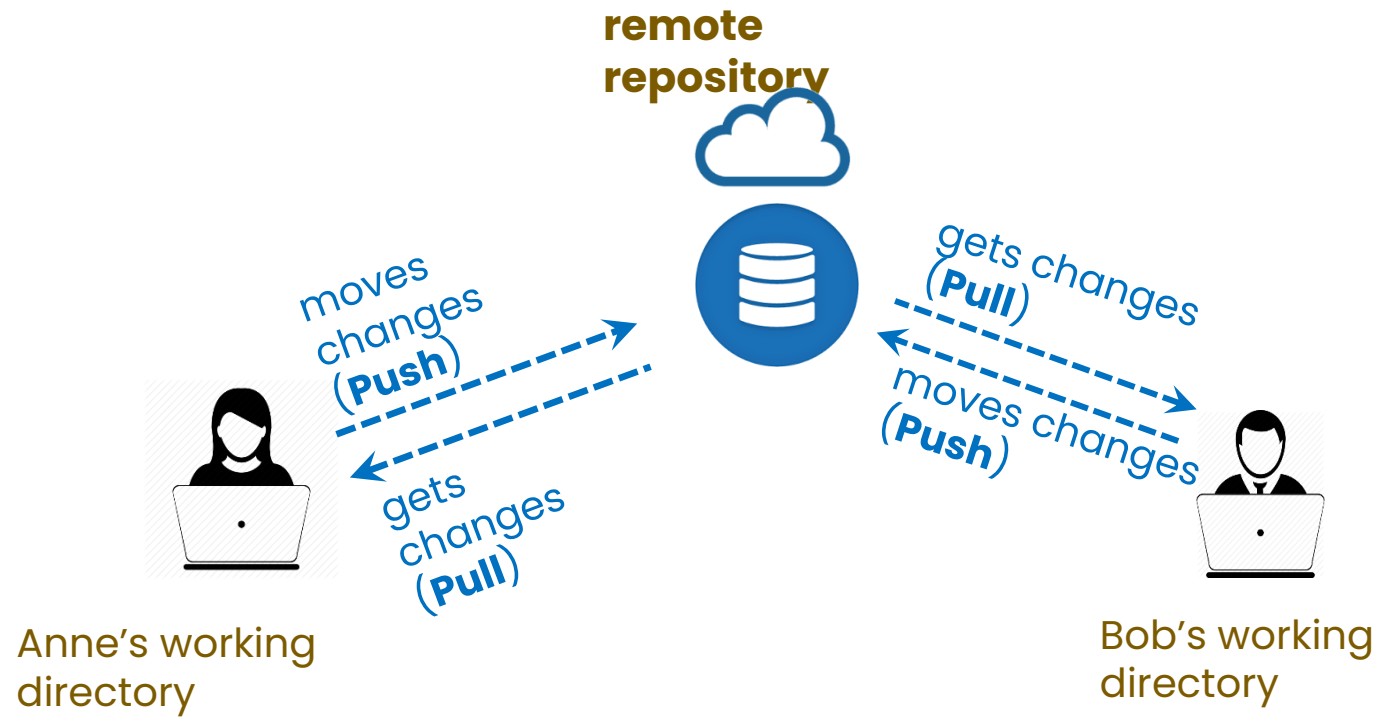 remote
repository
moves
changes
(Push)
gets
changes
(Pull)
gets changes
(Pull)
moves changes
(Push)
Anne’s working
directory
Bob’s working
directory